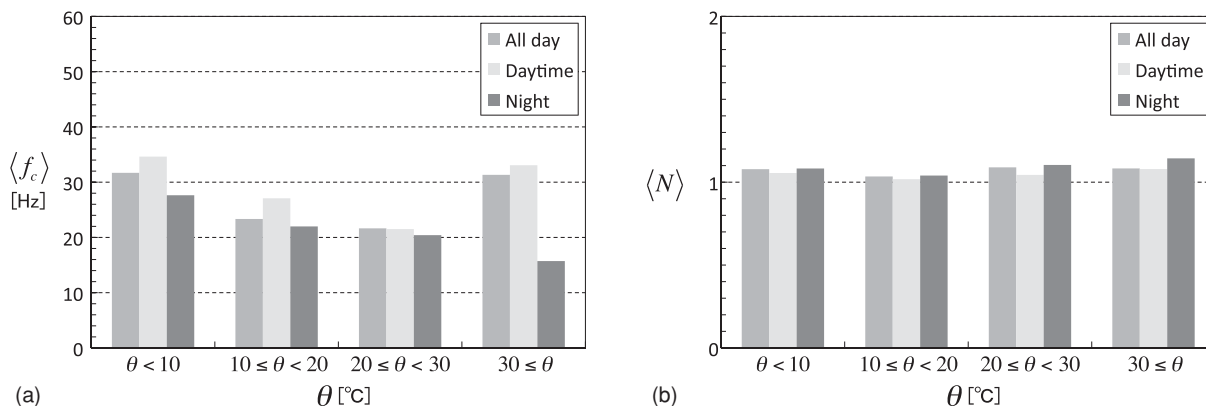 60
50
40
30
20
10
0
⟨f_c⟩
[Hz]
All day
Daytime
Night
θ < 10
10 ≤ θ < 20
20 ≤ θ < 30
30 ≤ θ
(a)
θ [℃]
2
1
0
⟨N⟩
All day
Daytime
Night
θ < 10
10 ≤ θ < 20
20 ≤ θ < 30
30 ≤ θ
(b)
θ [℃]